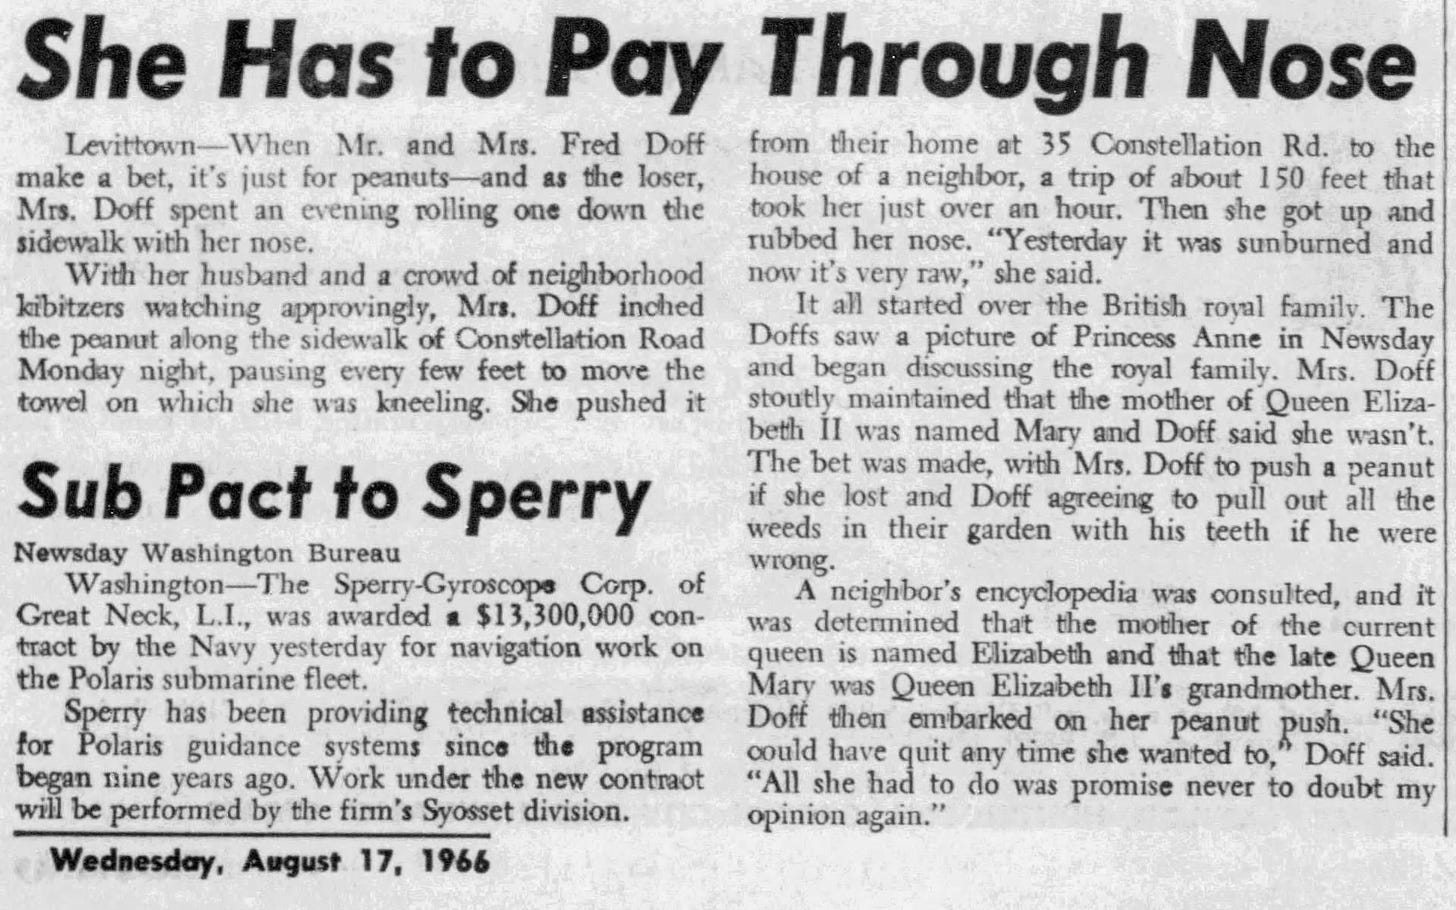 She Has to Pay Through Nose
Levittown—When Mr. and Mrs. Fred Doff
make a bet, it's just for peanuts—and as the loser,
Mrs. Doff spent an evening rolling one down the
sidewalk with her nose.
With her husband and a crowd of neighborhood
kibitzers watching approvingly, Mrs. Doff inched
the peanut along the sidewalk of Constellation Road
Monday night, pausing every few feet to move the
towel on which she was kneeling. She pushed it
from their home at 35 Constellation Rd. to the
house of a neighbor, a trip of about 150 feet that
took her just over an hour. Then she got up and
rubbed her nose. “Yesterday it was sunburned and
now it's very raw,” she said.
It all started over the British royal family. The
Doffs saw a picture of Princess Anne in Newsday
and began discussing the royal family. Mrs. Doff
stoutly maintained that the mother of Queen Eliza-
beth II was named Mary and Doff said she wasn't.
The bet was made, with Mrs. Doff to push a peanut
if she lost and Doff agreeing to pull out all the
weeds in their garden with his teeth if he were
wrong.
A neighbor's encyclopedia was consulted, and it
was determined that the mother of the current
queen is named Elizabeth and that the late Queen
Mary was Queen Elizabeth II's grandmother. Mrs.
Doff then embarked on her peanut push. “She
could have quit any time she wanted to,” Doff said.
“All she had to do was promise never to doubt my
opinion again.”
Sub Pact to Sperry
Newsday Washington Bureau
Washington—The Sperry-Gyroscope Corp. of
Great Neck, L.I., was awarded a $13,300,000 con-
tract by the Navy yesterday for navigation work on
the Polaris submarine fleet.
Sperry has been providing technical assistance
for Polaris guidance systems since the program
began nine years ago. Work under the new contract
will be performed by the firm's Syosset division.
Wednesday, August 17, 1966